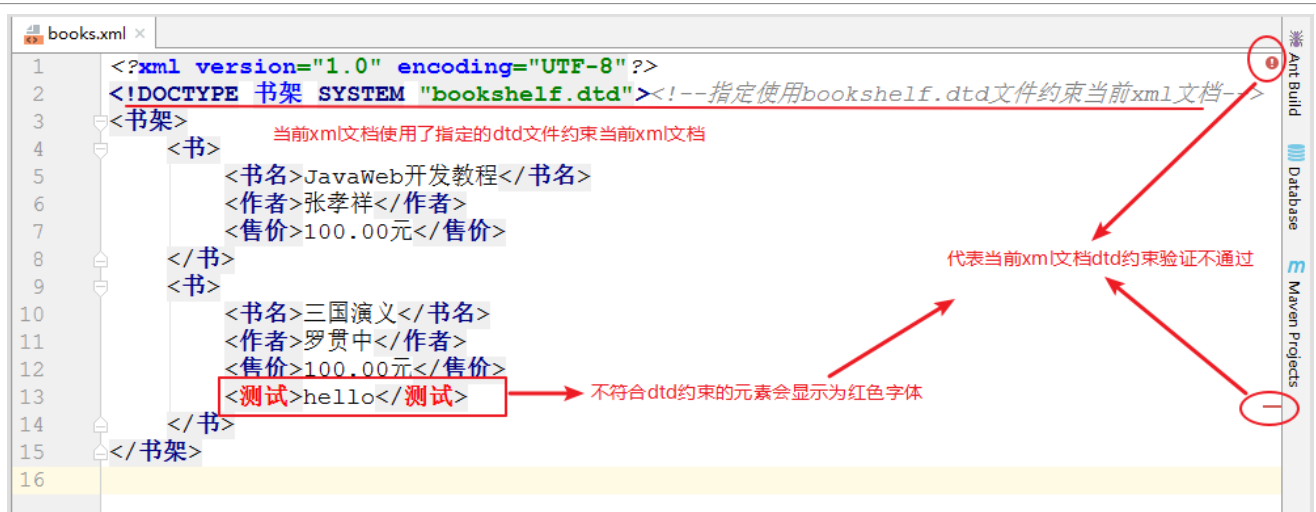 books.xml ×
1 <?xml version="1.0" encoding="UTF-8"?>
2 <!DOCTYPE 书架 SYSTEM "bookshelf.dtd"><!--指定使用bookshelf.dtd文件约束当前xml文档-->
3 <书架>
当前xml文档使用了指定的dtd文件约束当前xml文档
4 <书>
5 <书名>JavaWeb开发教程</书名>
6 <作者>张孝祥</作者>
7 <售价>100.00元</售价>
8 </书>
代表当前xml文档dtd约束验证不通过
9 <书>
10 <书名>三国演义</书名>
11 <作者>罗贯中</作者>
12 <售价>100.00元</售价>
13 <测试>hello</测试>
不符合dtd约束的元素会显示为红色字体
14 </书>
15 </书架>
16
Ant Build
Database
m Maven Projects